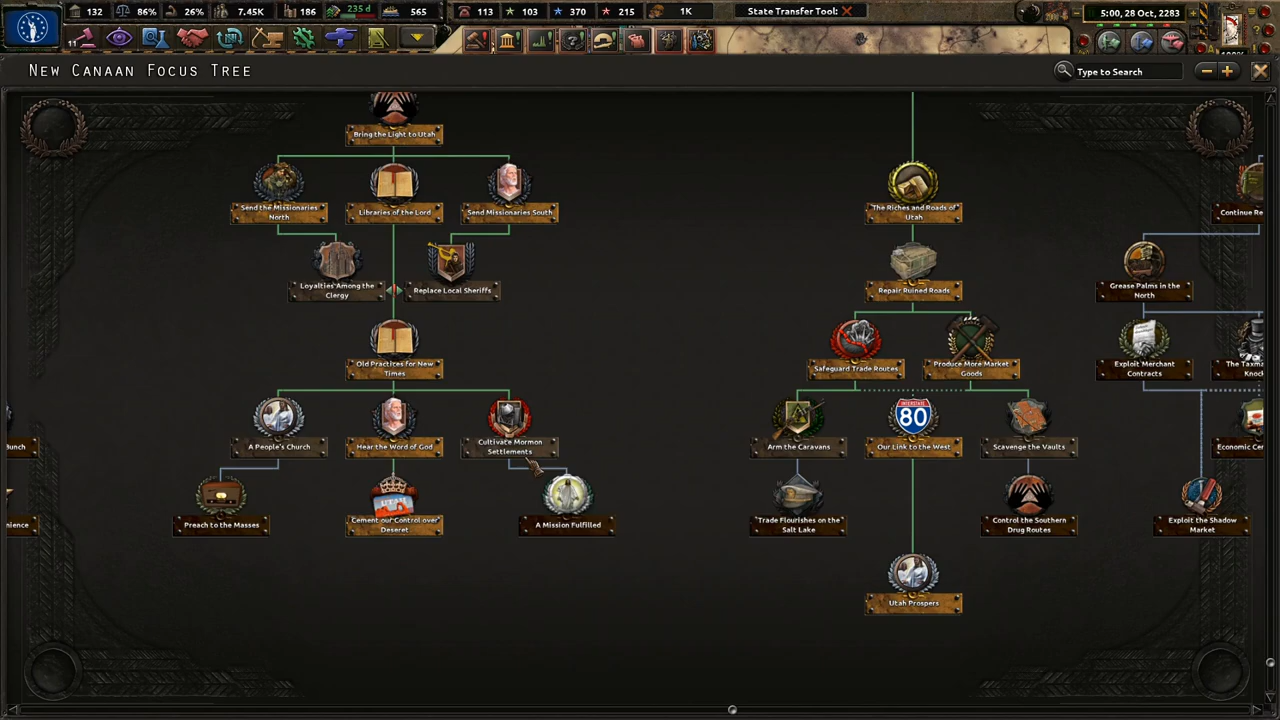 132 86% 26% 7.45K 186 235 d 565 113 103 370 215 1K State Transfer Tool: 5:00, 28 Oct, 2283
11
New Canaan Focus Tree
Type to Search
Bring the Light to Utah
Send the Missionaries
North
Libraries of the Lord
Send Missionaries South
The Riches and Roads of
Utah
Continue Re
Loyalties Among the
Clergy
Replace Local Sheriffs
Repair Ruined Roads
Grease Palms in the
North
Old Practices for New
Times
Safeguard Trade Routes
Produce More Market
Goods
Exploit Merchant
Contracts
The Taxma
Knoc
INTERSTATE
80
A People's Church
Hear the Word of God
Cultivate Mormon
Settlements
Arm the Caravans
Our Link to the West
Scavenge the Vaults
Economic Cen
UTAH
Preach to the Masses
Cement our Control over
Deseret
A Mission Fulfilled
Trade Flourishes on the
Salt Lake
Control the Southern
Drug Routes
Exploit the Shadow
Market
Utah Prospers